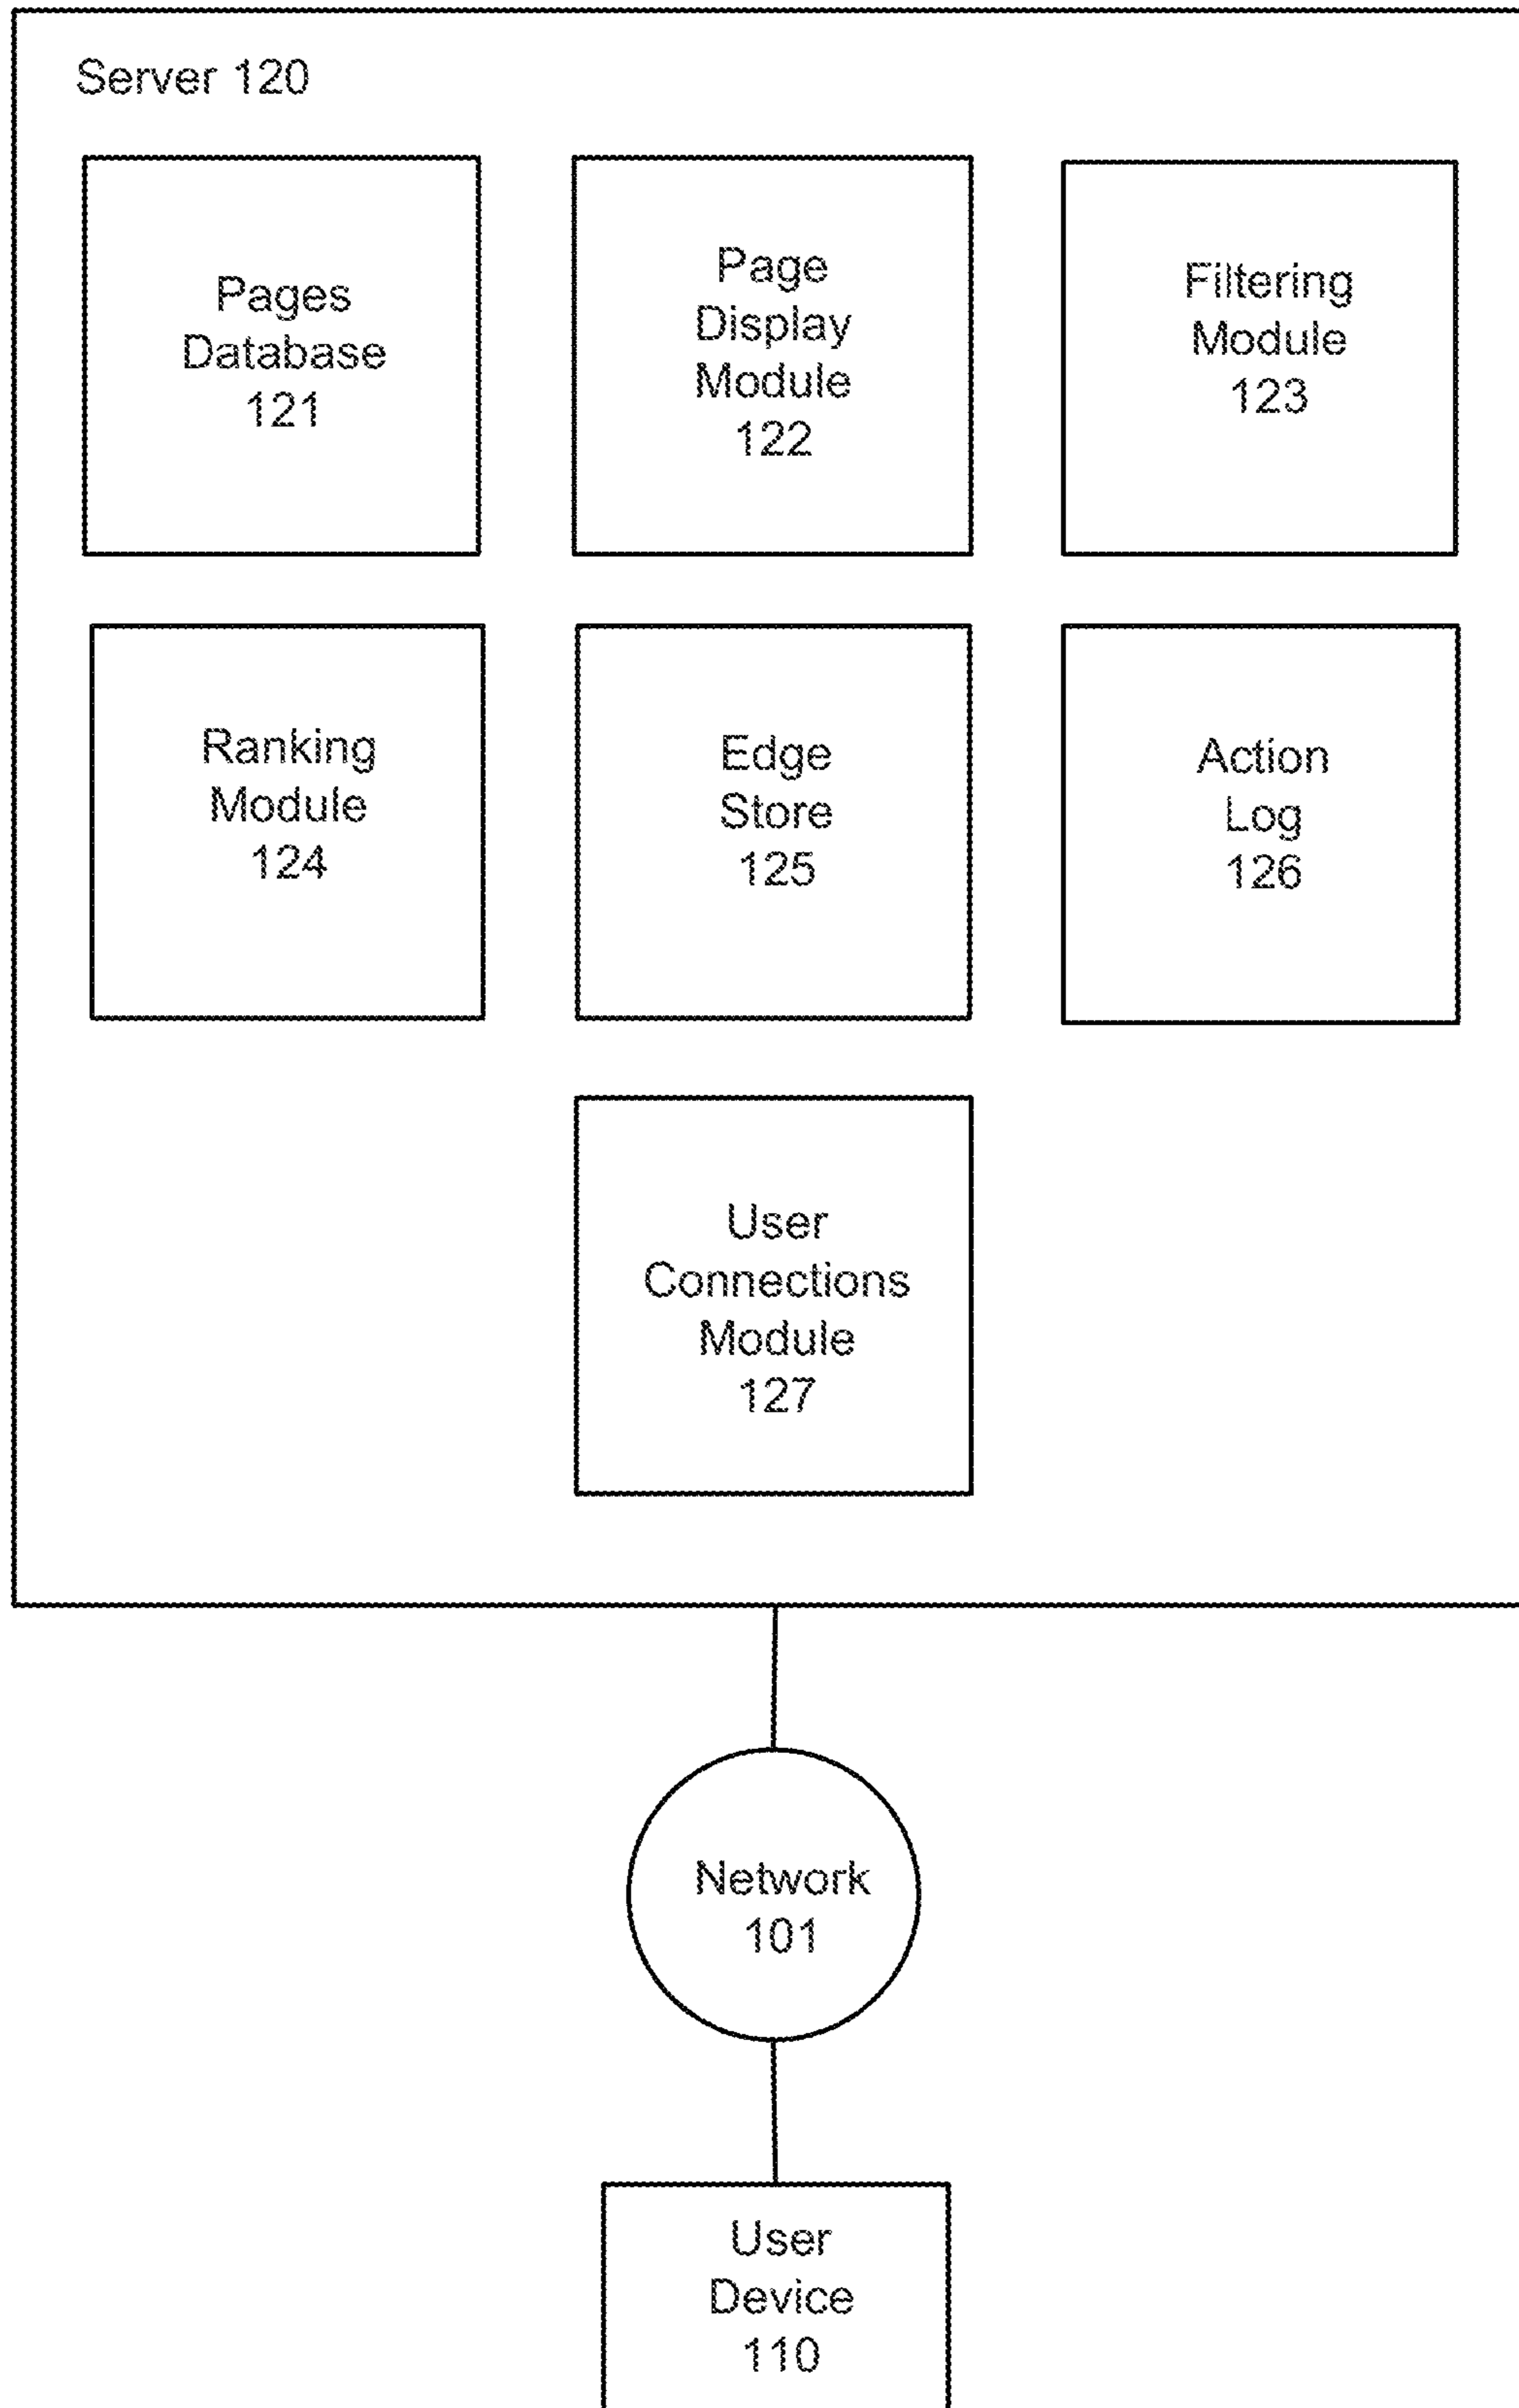 Server 120
Pages
Database
121
Page
Display
Module
122
Filtering
Module
123
Ranking
Module
124
Edge
Store
125
Action
Log
126
User
Connections
Module
127
Network
101
User
Device
110